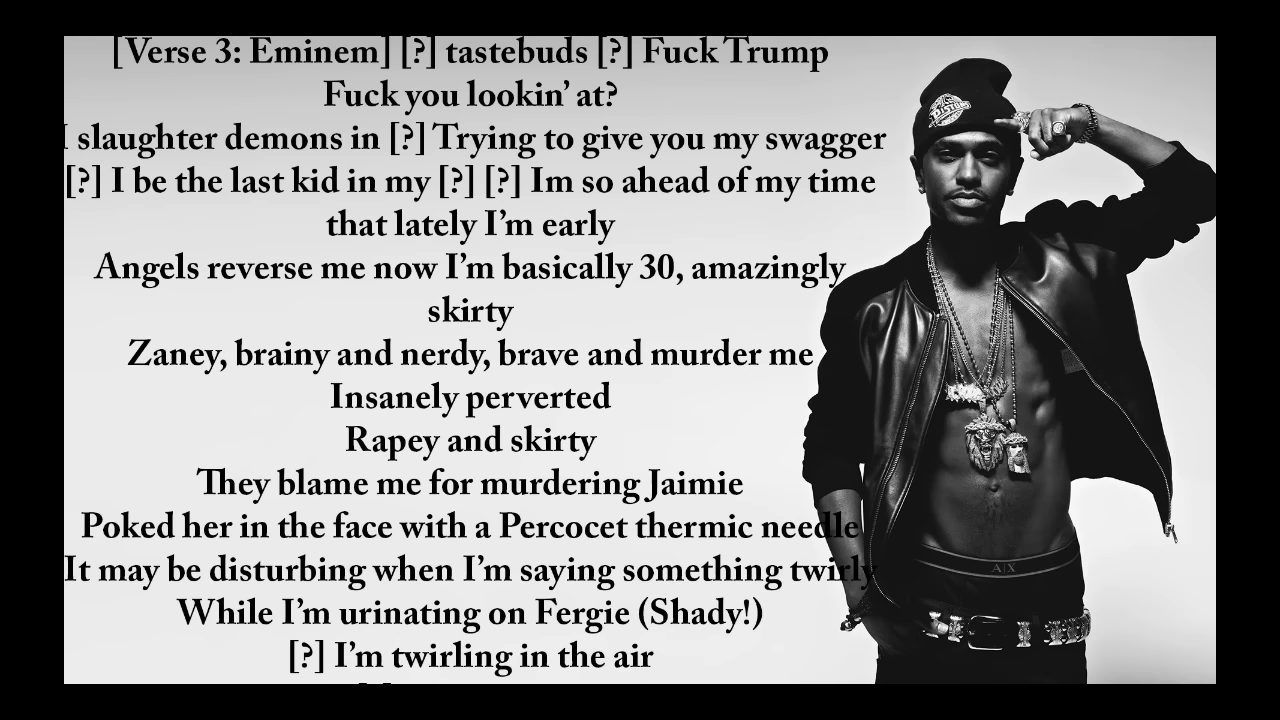 [Verse 3: Eminem] [?] tastebuds [?] Fuck Trump
Fuck you lookin’ at?
I slaughter demons in [?] Trying to give you my swagger
[?] I be the last kid in my [?] [?] Im so ahead of my time
that lately I’m early
Angels reverse me now I’m basically 30, amazingly
skirty
Zaney, brainy and nerdy, brave and murder me
Insanely perverted
Rapey and skirty
They blame me for murdering Jaimie
Poked her in the face with a Percocet thermic needle
It may be disturbing when I’m saying something twirly
While I’m urinating on Fergie (Shady!)
[?] I’m twirling in the air
PISTONS
A|X